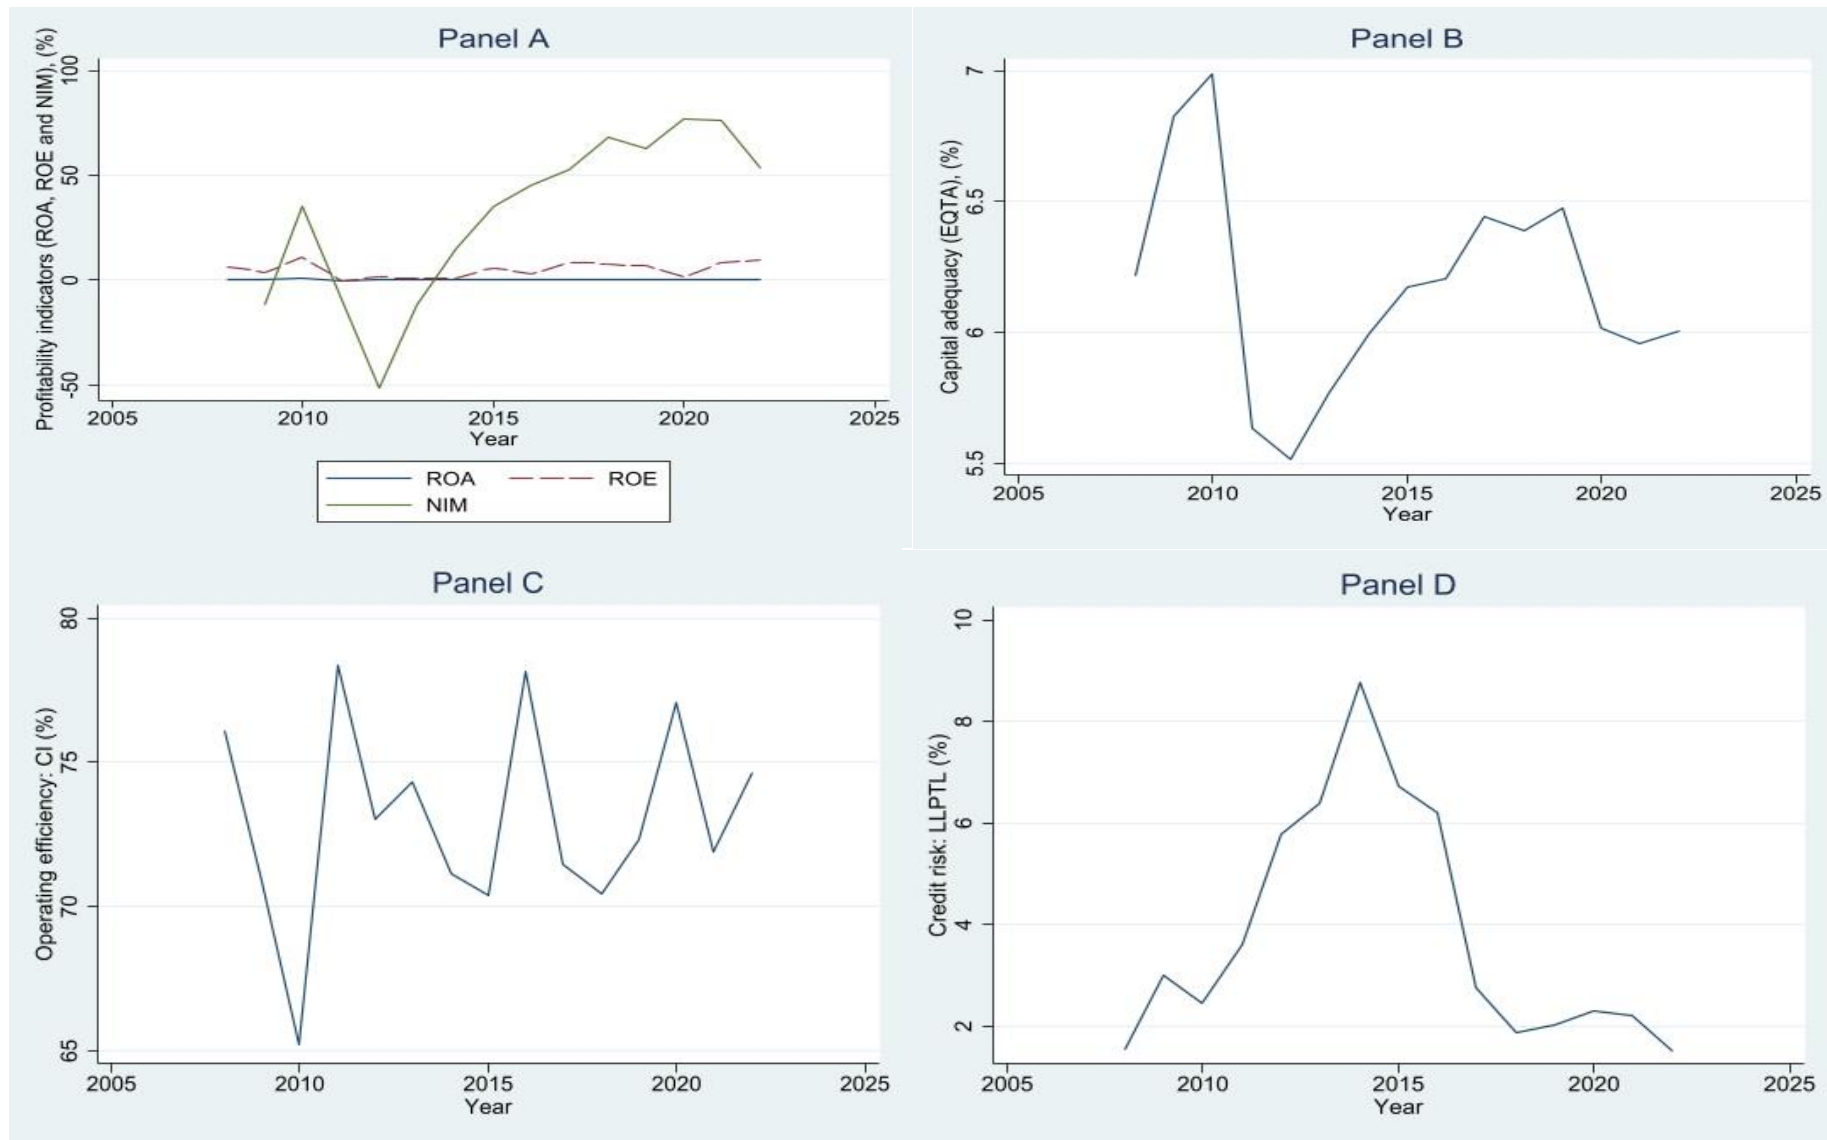 Panel A
Profitability indicators (ROA, ROE and NIM), (%)
100
50
0
-50
2005 2010 2015 2020 2025
Year
ROA ROE
NIM
Panel B
Capital adequacy (EQTA), (%)
7
6.5
6
5.5
2005 2010 2015 2020 2025
Year
Panel C
Operating efficiency: CI (%)
80
75
70
65
2005 2010 2015 2020 2025
Year
Panel D
Credit risk: LLPTL (%)
10
8
6
4
2
2005 2010 2015 2020 2025
Year